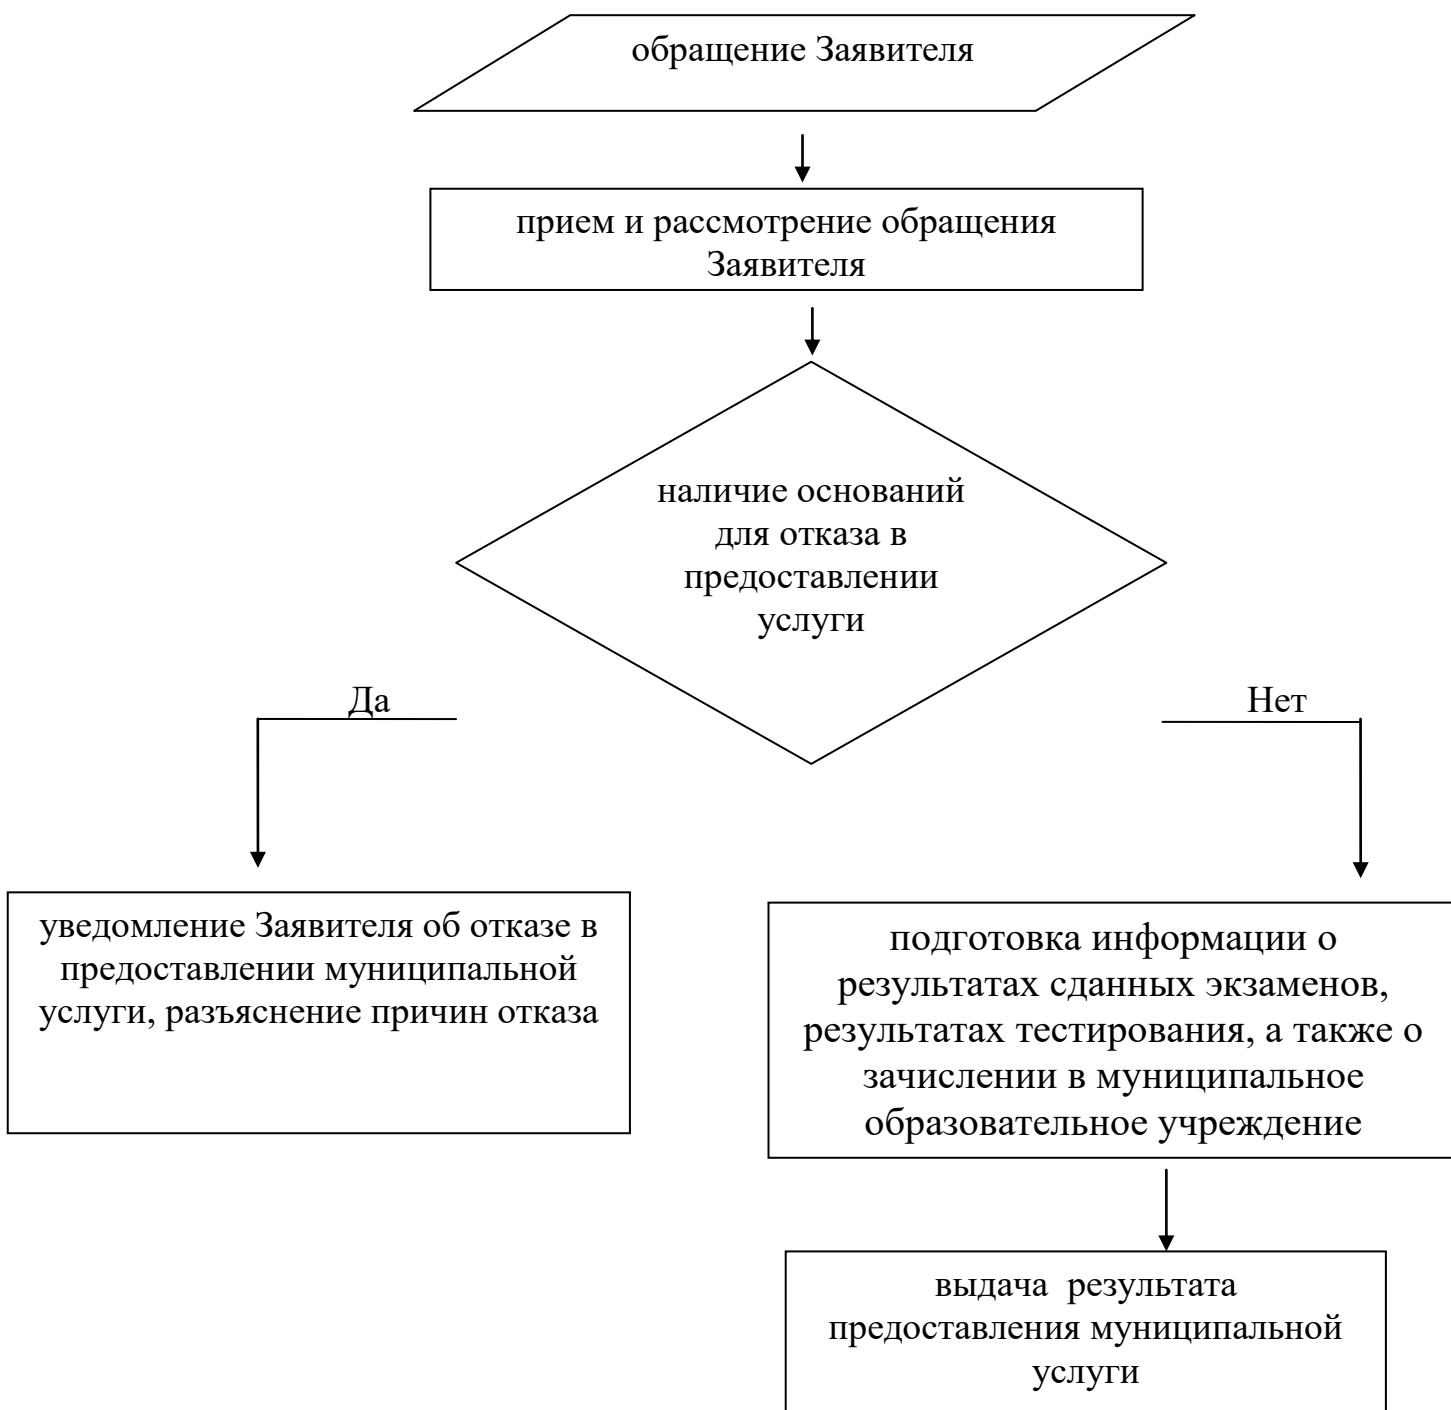 обращение Заявителя
прием и рассмотрение обращения
Заявителя
наличие оснований
для отказа в
предоставлении
услуги
Да
Нет
уведомление Заявителя об отказе в
предоставлении муниципальной
услуги, разъяснение причин отказа
подготовка информации о
результатах сданных экзаменов,
результатах тестирования, а также о
зачислении в муниципальное
образовательное учреждение
выдача  результата
предоставления муниципальной
услуги